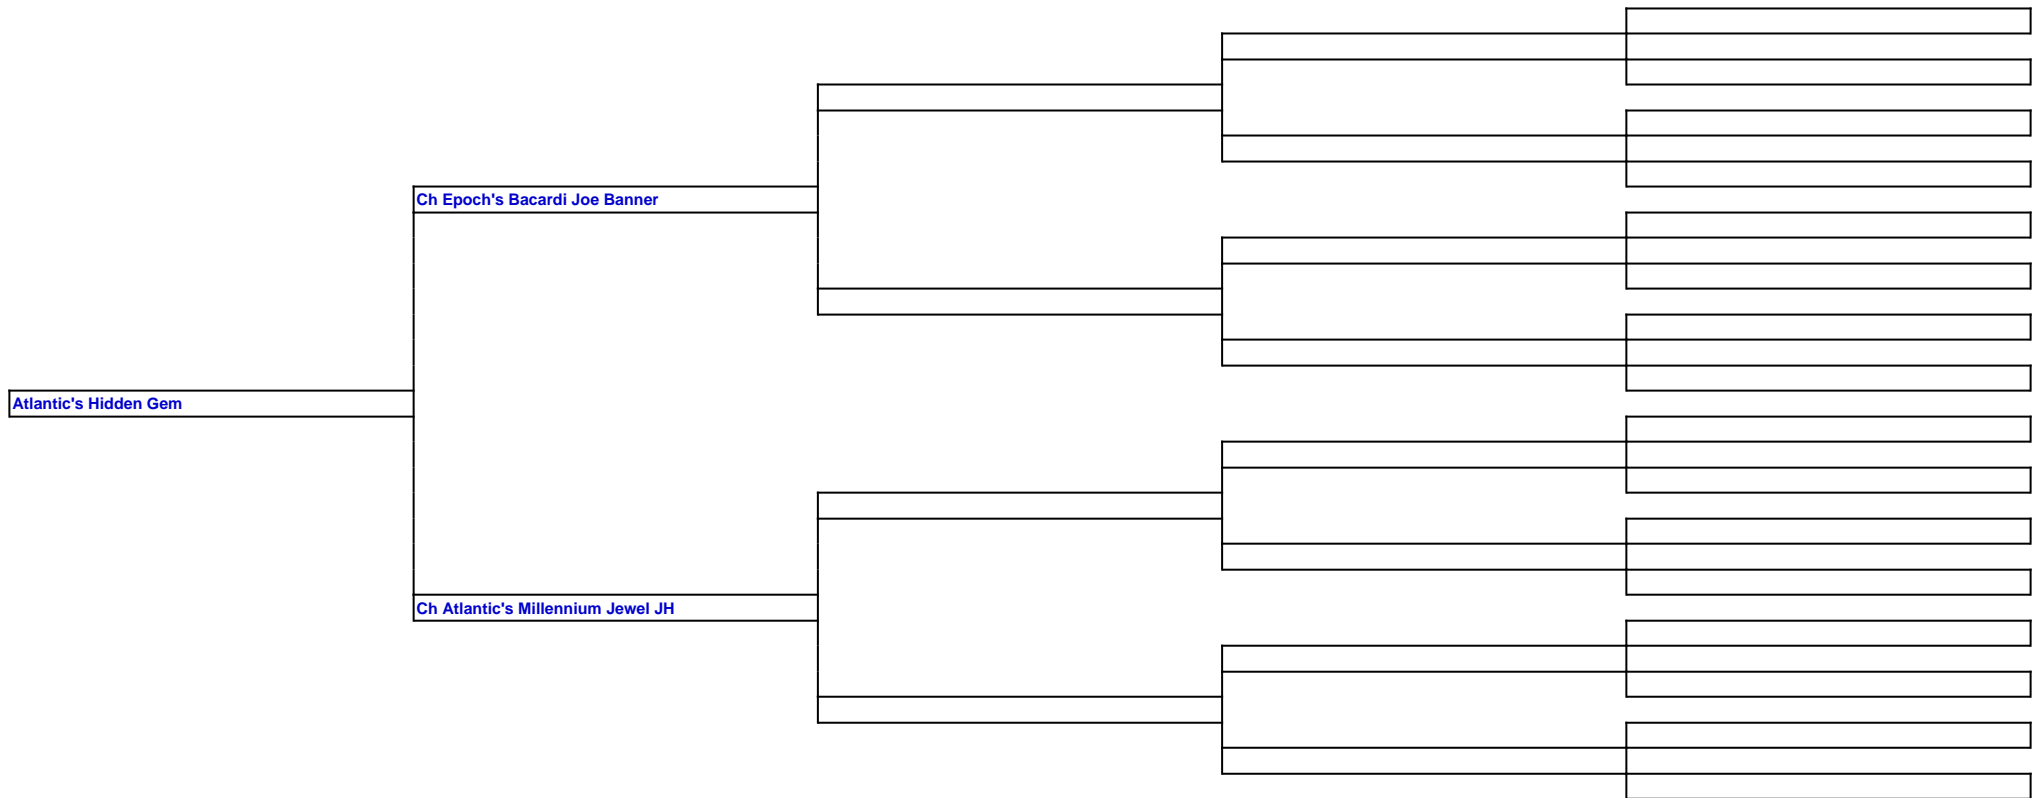 Ch Epoch's Bacardi Joe Banner
Atlantic's Hidden Gem
Ch Atlantic's Millennium Jewel JH